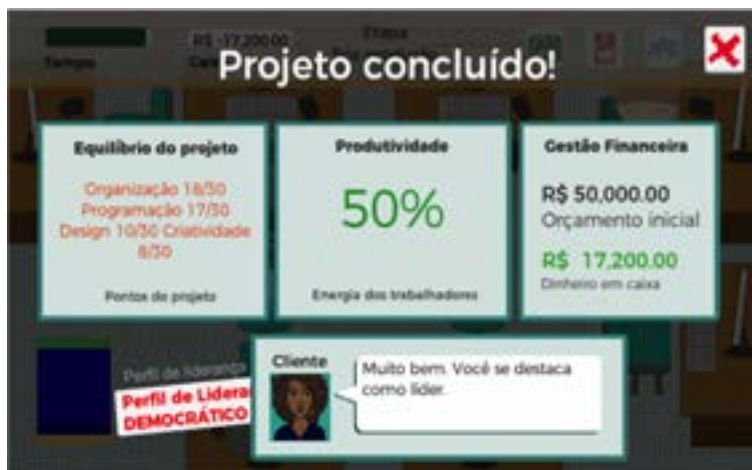 R$ -17,200.00
Etapa
Tempo
Projeto concluído!
Equilíbrio do projeto
Organização 18/30
Programação 17/30
Design 10/30 Criatividade
8/30
Pontos do projeto
Produtividade
50%
Energia dos trabalhadores
Gestão Financeira
R$ 50,000.00
Orçamento inicial
R$ 17,200.00
Dinheiro em caixa
Perfil de liderança
Perfil de Lidera
DEMOCRÁTICO
Cliente
Muito bem. Você se destaca
como líder.